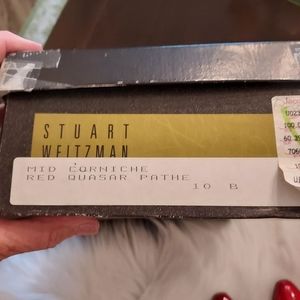 STUART
WEITZMAN
MID CORNICHE
RED QUASAR PATHE
10 B